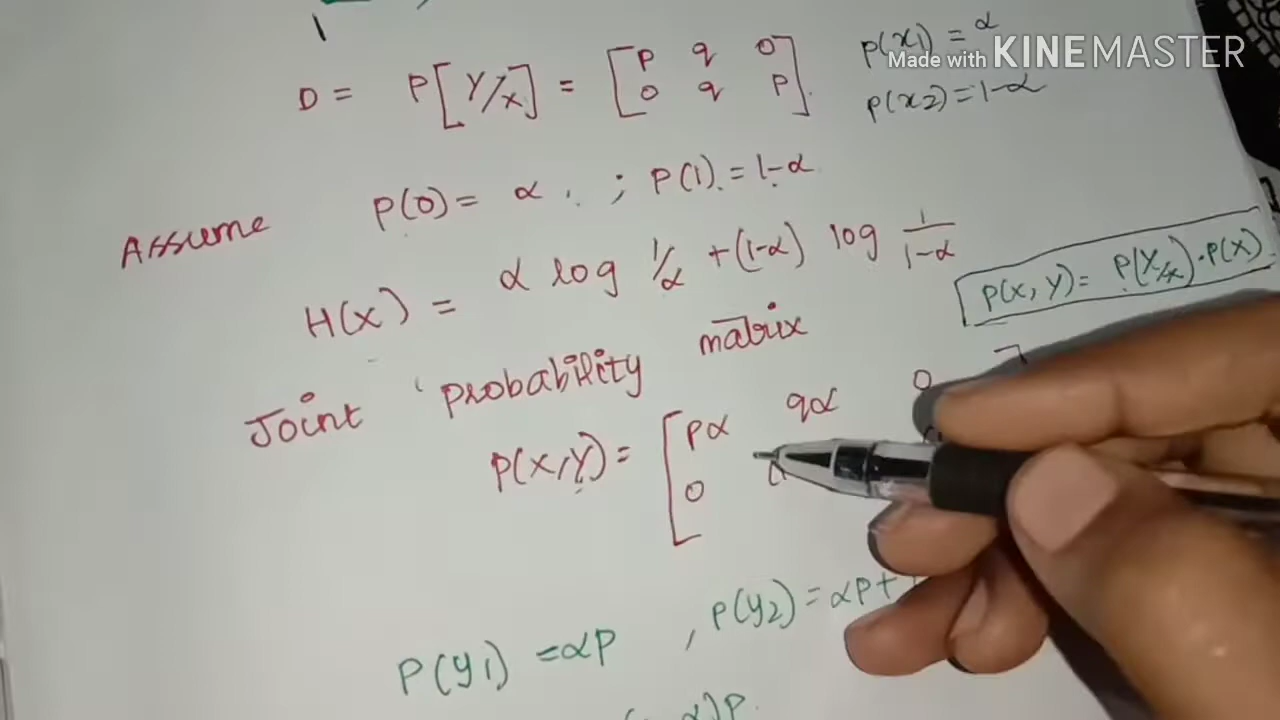 D = P[Y/X] = [p q 0
0 q p]
p(x1) = α
p(x2) = 1-α
Made with KINEMASTER
Assume P(0) = α ; P(1) = 1-α
H(X) = α log 1/α + (1-α) log 1/1-α
p(x, y) = P(Y/X) . p(x)
Joint probability matrix
p(X,Y) = [pα qα 0
0
P(y1) = αp , p(y2) = αp +
α)p.